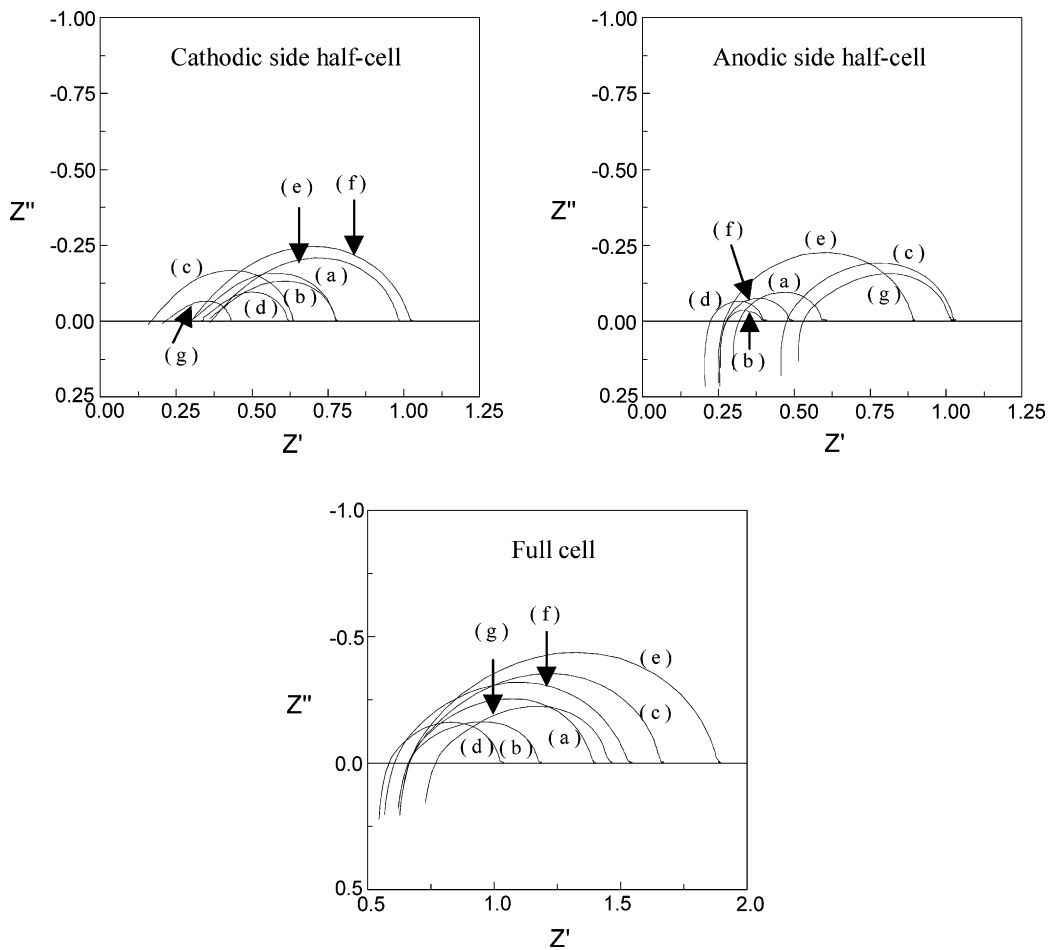 Cathodic side half-cell
-1.00
-0.75
-0.50
-0.25
0.00
0.25
Z"
0.00 0.25 0.50 0.75 1.00 1.25
Z'
(e)
(f)
(c)
(a)
(b)
(d)
(g)
Anodic side half-cell
-1.00
-0.75
-0.50
-0.25
0.00
0.25
Z"
0.00 0.25 0.50 0.75 1.00 1.25
Z'
(f)
(e)
(c)
(a)
(d)
(g)
(b)
Full cell
-1.0
-0.5
0.0
0.5
Z"
0.5 1.0 1.5 2.0
Z'
(f)
(g)
(e)
(c)
(a)
(d)
(b)